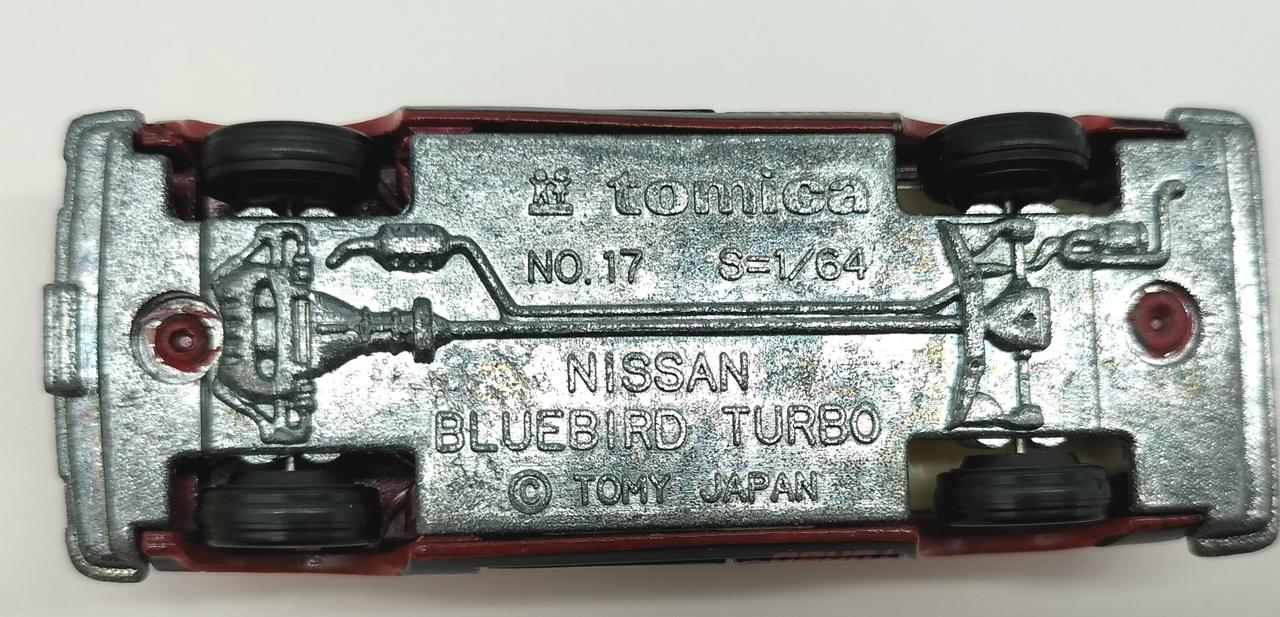 tomica
NO.17 S=1/64
NISSAN
BLUEBIRD TURBO
© TOMY JAPAN